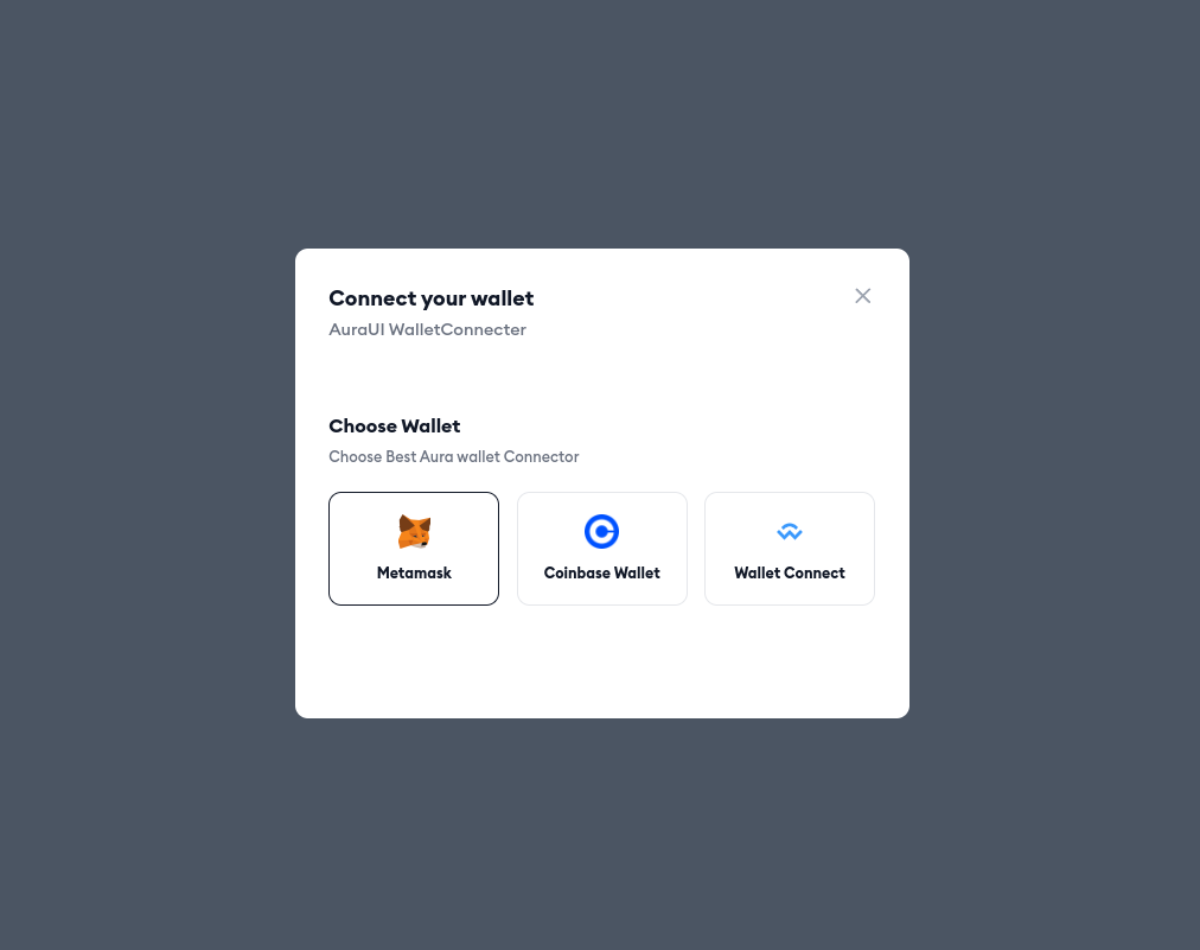 Connect your wallet
AuraUI WalletConnecter
Choose Wallet
Choose Best Aura wallet Connector
Metamask
Coinbase Wallet
Wallet Connect